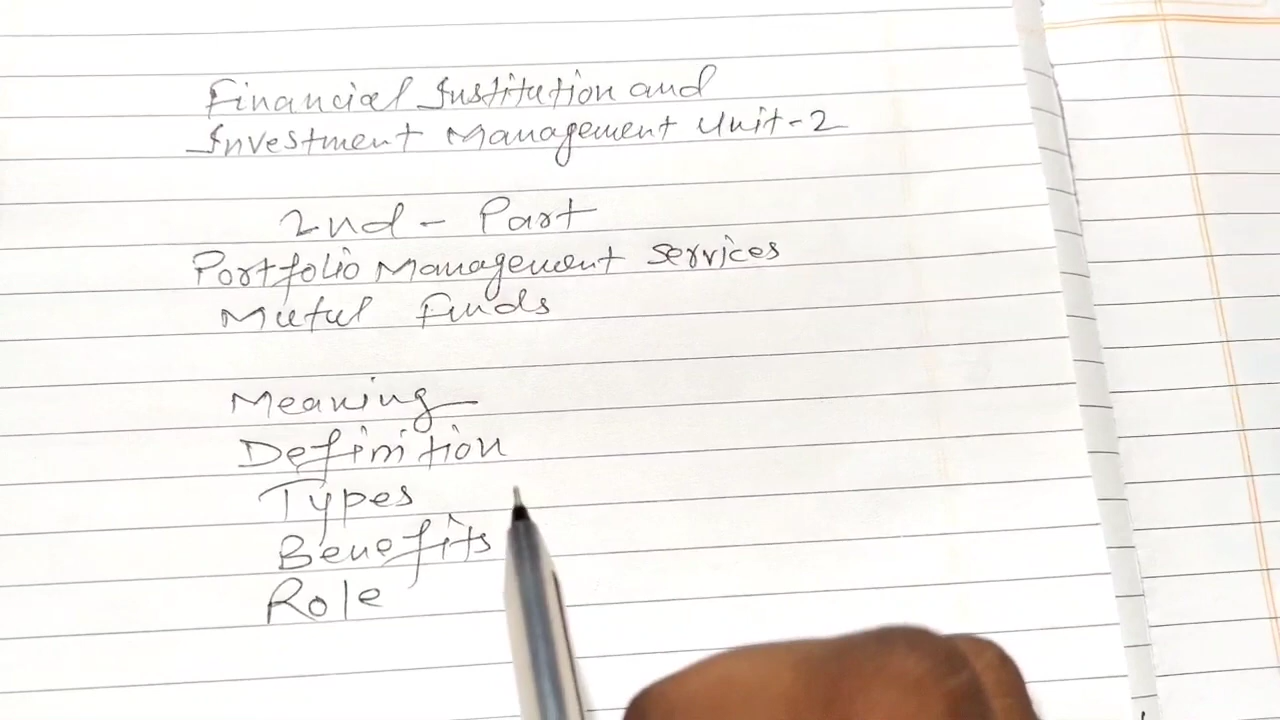 Financial Institution and
Investment Management Unit-2
2nd - Part
Portfolio Management Services
Mutul Funds
Meaning
Definition
Types
Benefits
Role